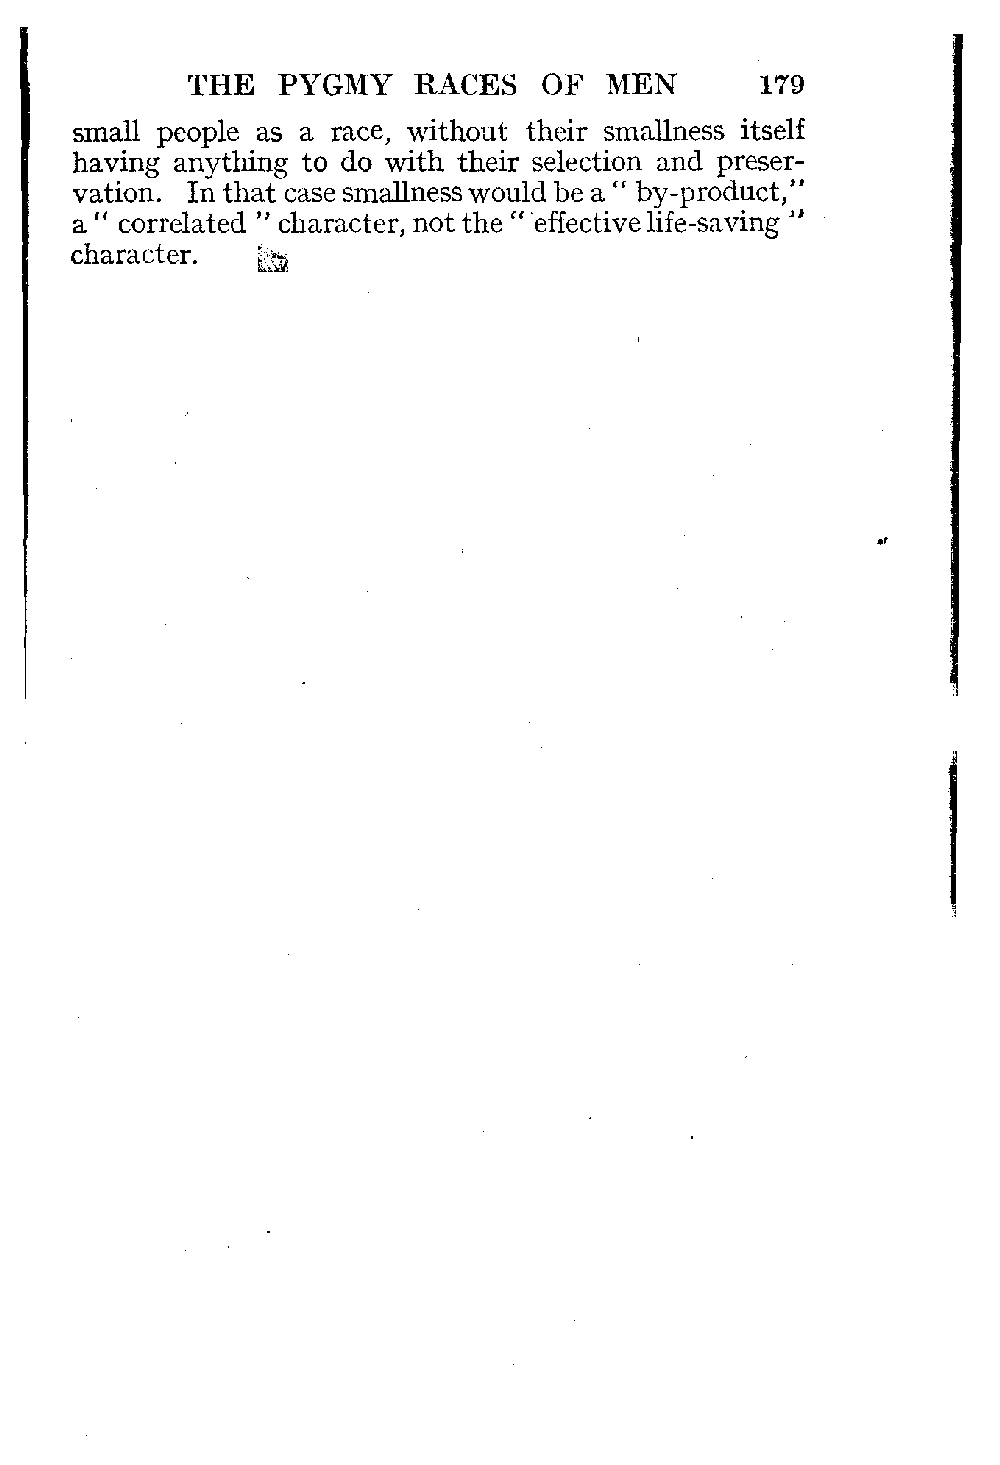 THE PYGMY RACES OF MEN 179
small people as a race, without their smallness itself
having anything to do with their selection and preser-
vation. In that case smallness would be a “ by-product,”
a “ correlated ” character, not the “ effective life-saving ”
character.